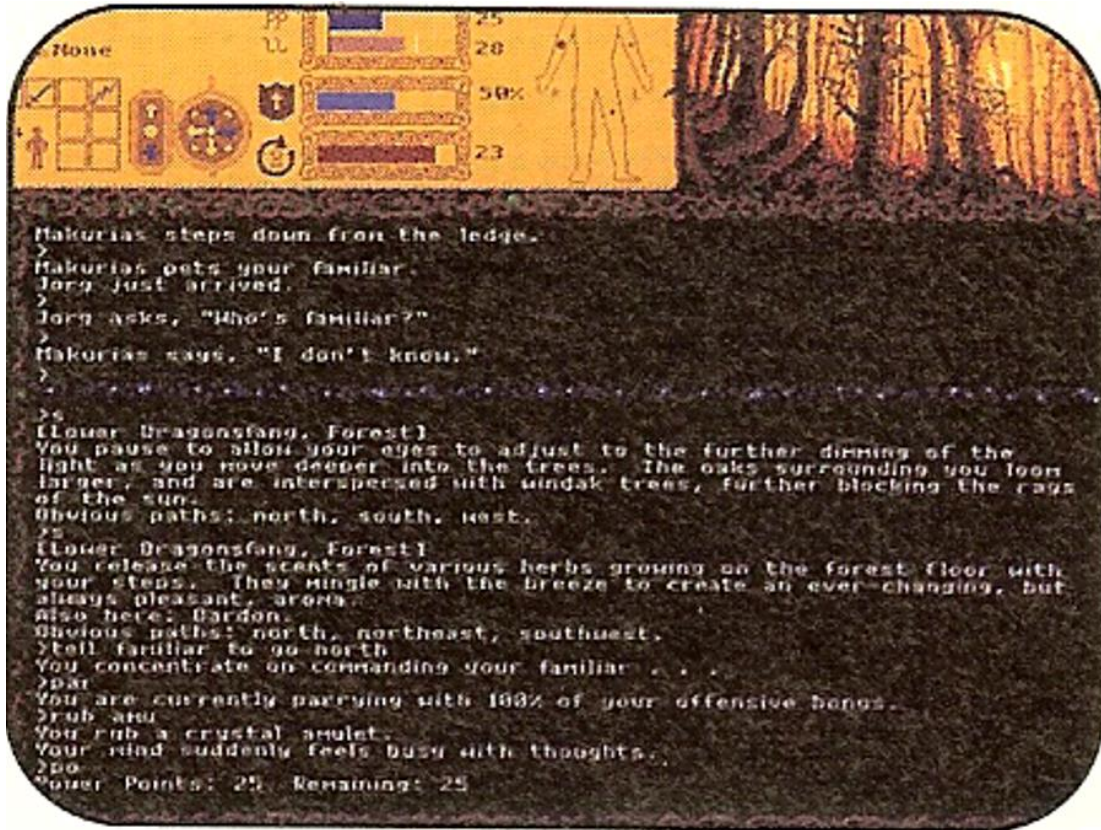 PP 25
None
28
50%
23
Makurias steps down from the ledge.
>
Makurias pets your familiar.
Jorg just arrived.
>
Jorg asks, "Who's familiar?"
>
Makurias says, "I don't know."
>
>s
[Lower Dragonsfang, Forest]
You pause to allow your eyes to adjust to the further dimming of the
light as you move deeper into the trees. The oaks surrounding you loom
larger, and are interspersed with windak trees, further blocking the rays
of the sun.
Obvious paths: north, south, west.
>s
[Lower Dragonsfang, Forest]
You release the scents of various herbs growing on the forest floor with
your steps. They mingle with the breeze to create an ever changing, but
always pleasant, aroma.
Also here: Dardon.
Obvious paths: north, northeast, southwest.
>tell familiar to go north
You concentrate on commanding your familiar . . .
>par
You are currently parrying with 100% of your offensive bonus.
>rub amu
You rub a crystal amulet.
Your mind suddenly feels busy with thoughts.
>po
Power Points: 25 Remaining: 25